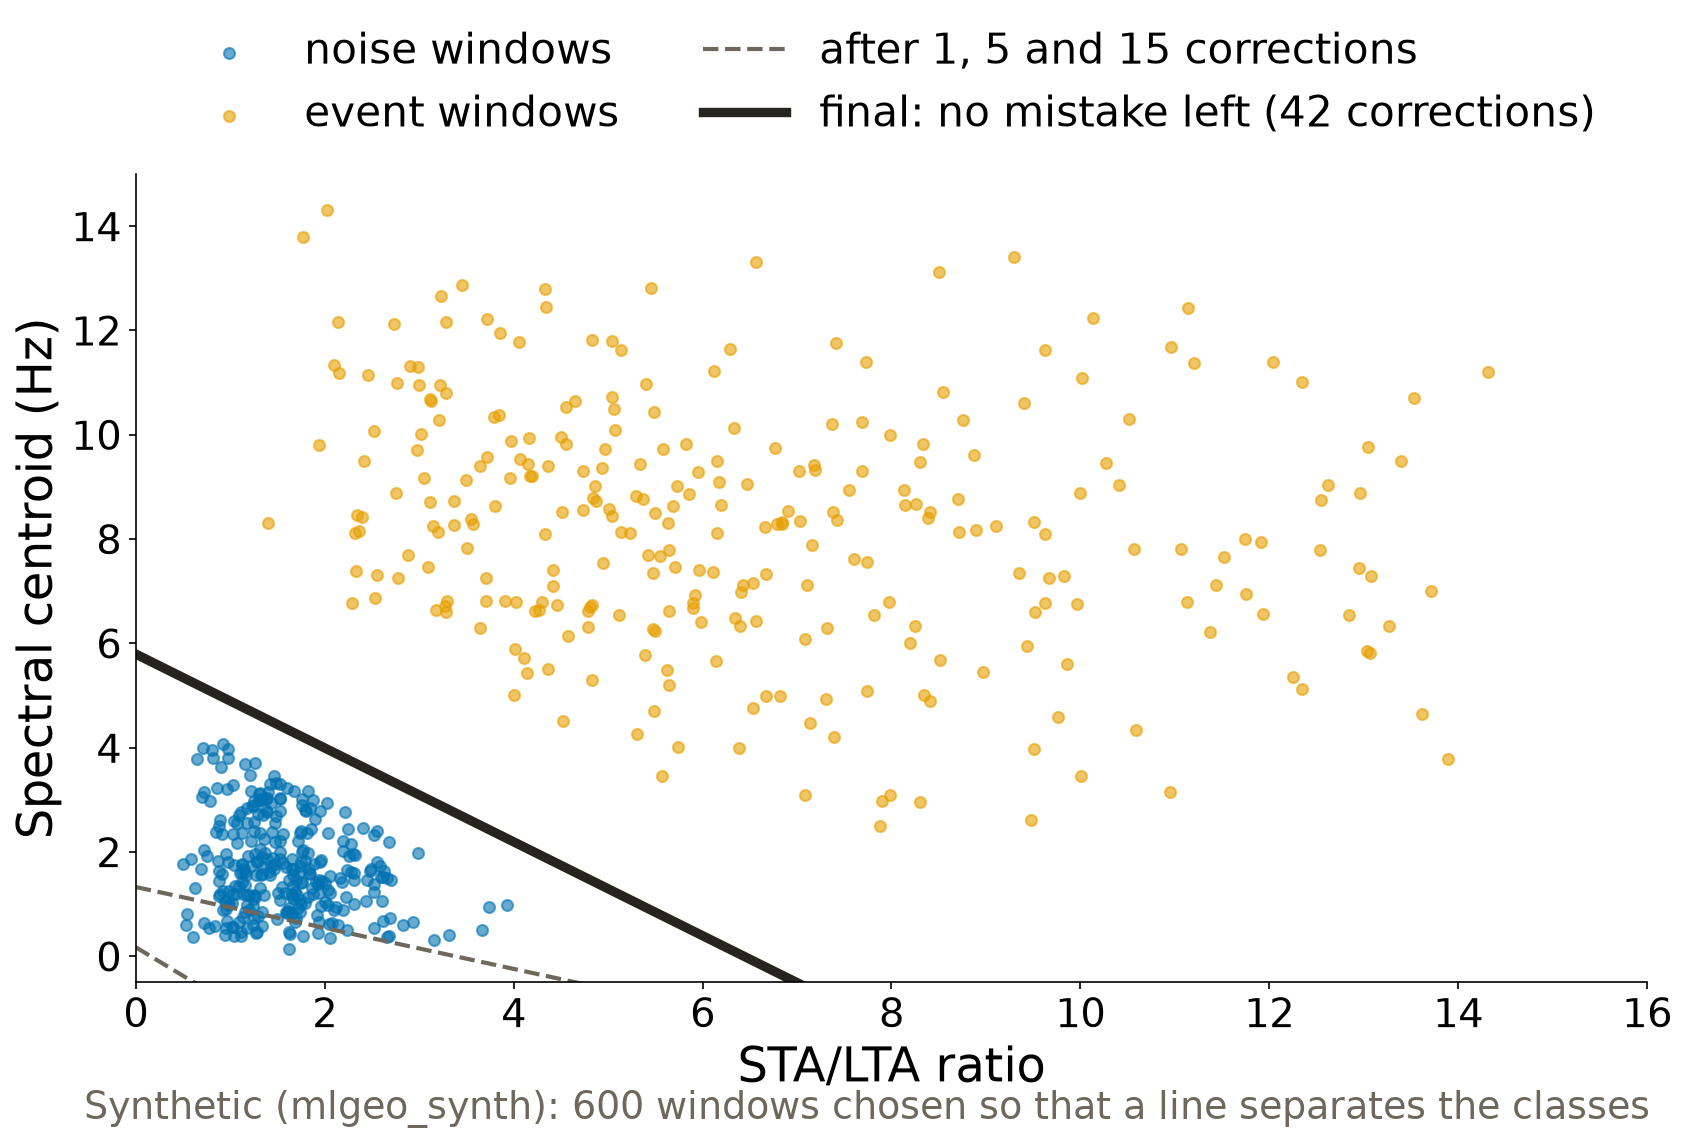 noise windows
event windows
after 1, 5 and 15 corrections
final: no mistake left (42 corrections)
Spectral centroid (Hz)
14
12
10
8
6
4
2
0
0 2 4 6 8 10 12 14 16
STA/LTA ratio
Synthetic (mlgeo_synth): 600 windows chosen so that a line separates the classes